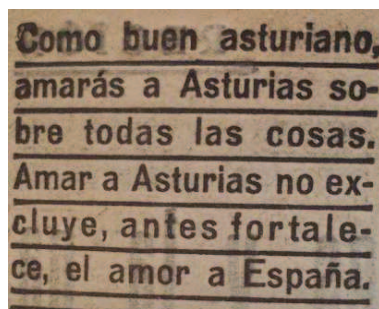 Como buen asturiano,
amarás a Asturias so-
bre todas las cosas.
Amar a Asturias no ex-
cluye, antes fortale-
ce, el amor a España.